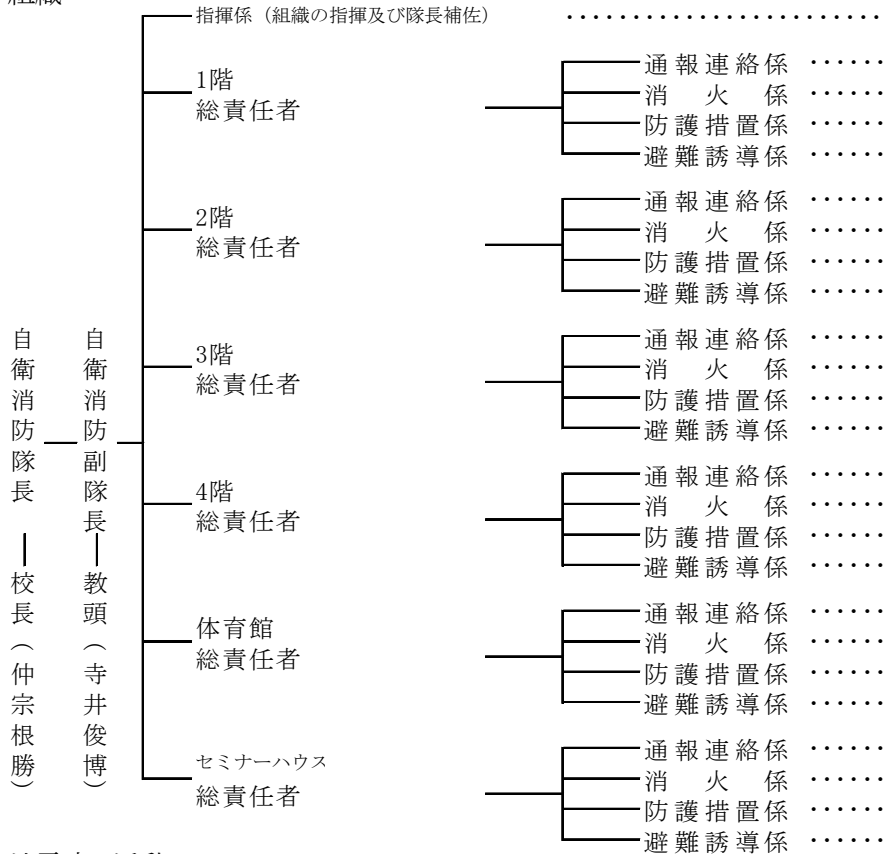 指揮係（組織の指揮及び隊長補佐）　・・・・・・・・・・・・・・・・・・・・・・
1階
総責任者
通報連絡係　・・・・・・
消火係　・・・・・・
防護措置係　・・・・・・
避難誘導係　・・・・・・
2階
総責任者
通報連絡係　・・・・・・
消火係　・・・・・・
防護措置係　・・・・・・
避難誘導係　・・・・・・
3階
総責任者
通報連絡係　・・・・・・
消火係　・・・・・・
防護措置係　・・・・・・
避難誘導係　・・・・・・
自衛消防隊長―校長（仲宗根勝）
自衛消防副隊長―教頭（寺井俊博）
4階
総責任者
通報連絡係　・・・・・・
消火係　・・・・・・
防護措置係　・・・・・・
避難誘導係　・・・・・・
体育館
総責任者
通報連絡係　・・・・・・
消火係　・・・・・・
防護措置係　・・・・・・
避難誘導係　・・・・・・
セミナーハウス
総責任者
通報連絡係　・・・・・・
消火係　・・・・・・
防護措置係　・・・・・・
避難誘導係　・・・・・・